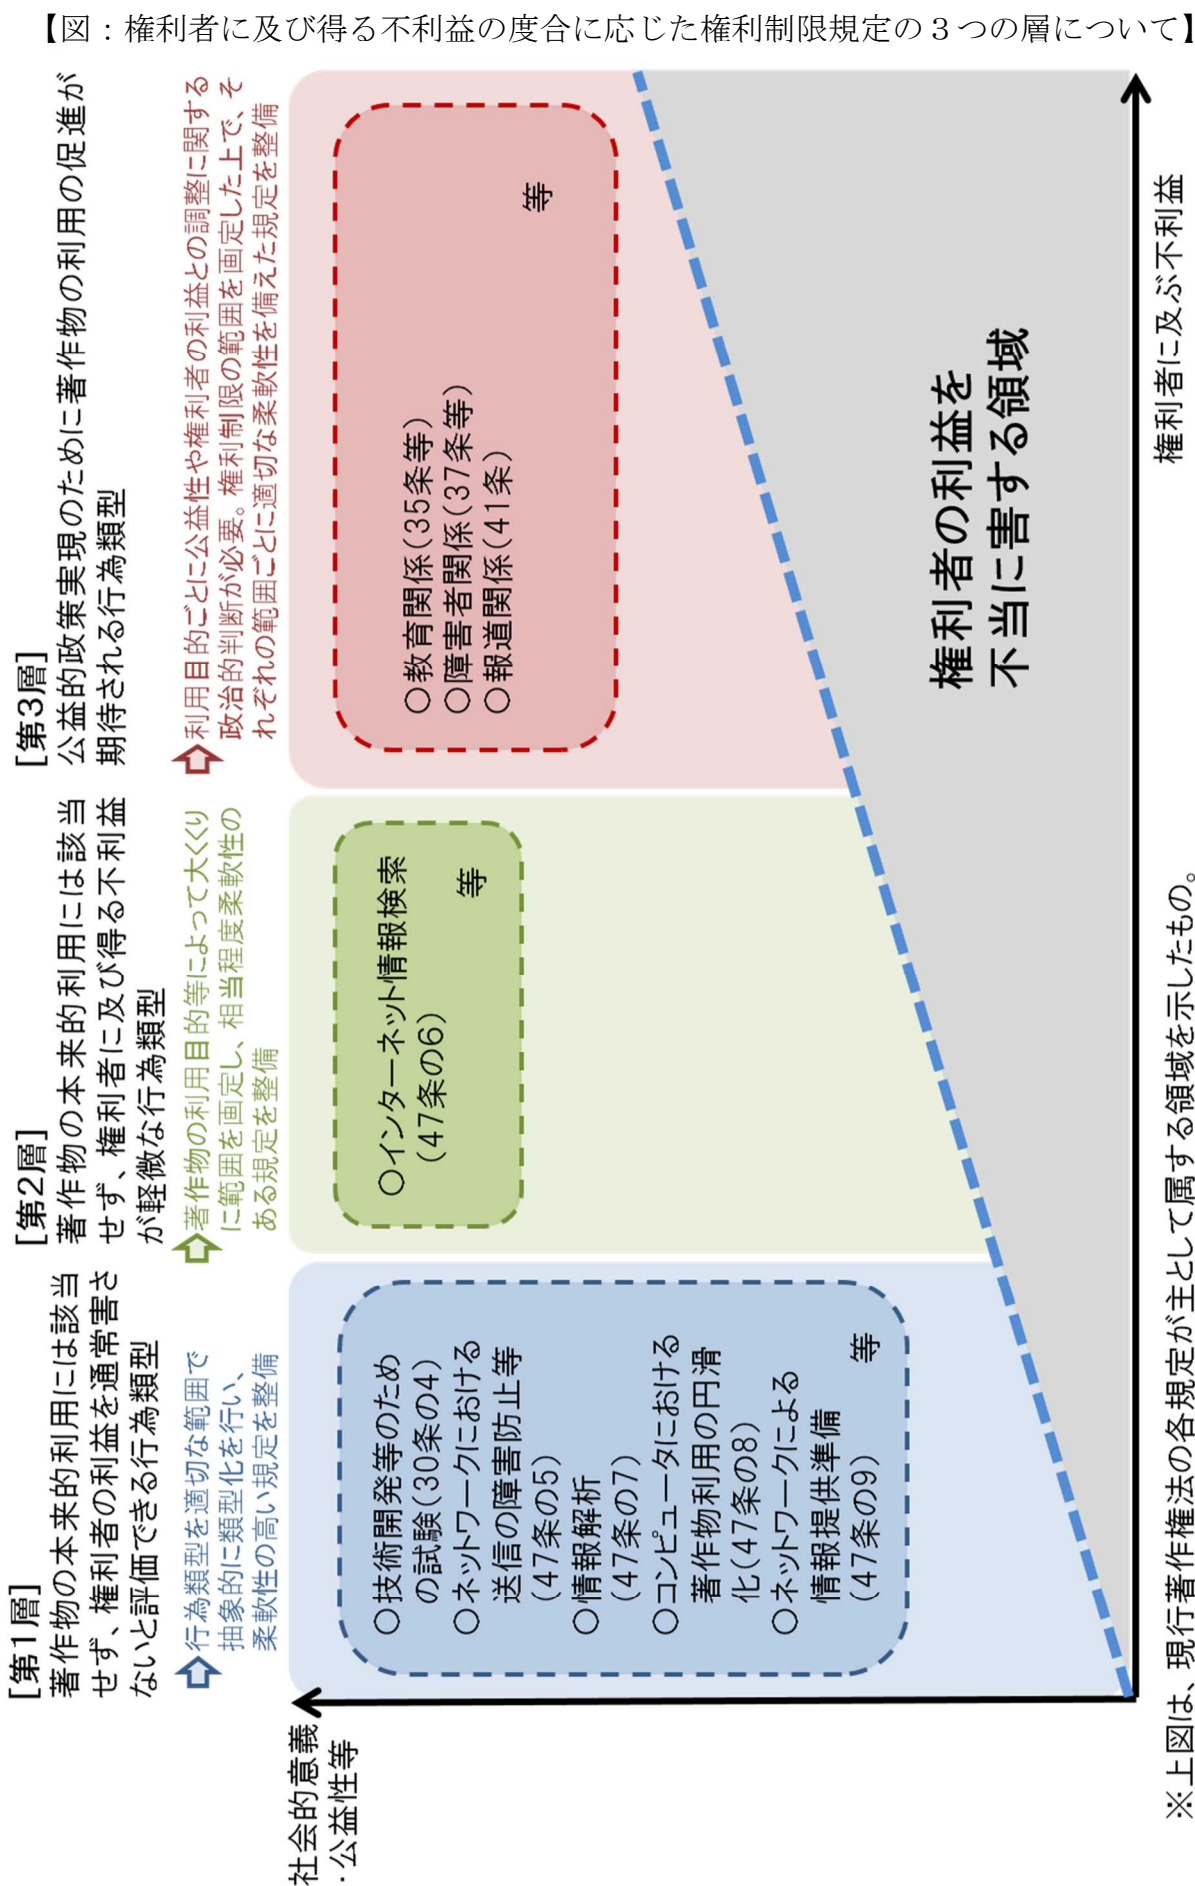 【図：権利者に及び得る不利益の度合に応じた権利制限規定の３つの層について】
[第1層]
著作物の本来的利用には該当
せず、権利者の利益を通常害さ
ないと評価できる行為類型
行為類型を適切な範囲で
抽象的に類型化を行い、
柔軟性の高い規定を整備
[第2層]
著作物の本来的利用には該当
せず、権利者に及び得る不利益
が軽微な行為類型
著作物の利用目的等によって大くくり
に範囲を画定し、相当程度柔軟性の
ある規定を整備
[第3層]
公益的政策実現のために著作物の利用の促進が
期待される行為類型
利用目的ごとに公益性や権利者の利益との調整に関する
政治的判断が必要。権利制限の範囲を画定した上で、そ
れぞれの範囲ごとに適切な柔軟性を備えた規定を整備
社会的意義
・公益性等
○技術開発等のため
の試験(30条の4)
○ネットワークにおける
送信の障害防止等
(47条の5)
○情報解析
(47条の7)
○コンピュータにおける
著作物利用の円滑
化(47条の8)
○ネットワークによる
情報提供準備
(47条の9)
等
○インターネット情報検索
(47条の6)
等
○教育関係(35条等)
○障害者関係(37条等)
○報道関係(41条)
等
権利者の利益を
不当に害する領域
権利者に及ぶ不利益
※上図は、現行著作権法の各規定が主として属する領域を示したもの。